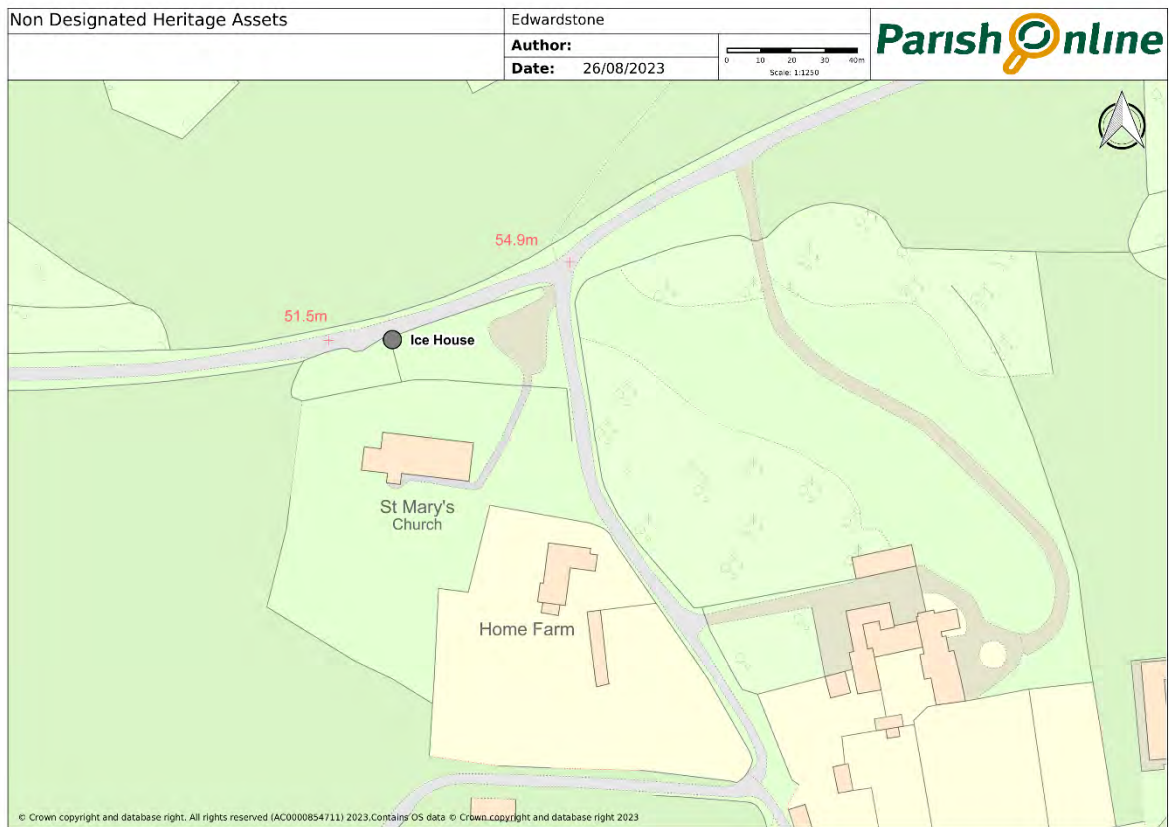 Non Designated Heritage Assets
Edwardstone
Author:
Date: 26/08/2023
0 10 20 30 40m
Scale: 1:1250
Parish Online
54.9m
51.5m
Ice House
St Mary's
Church
Home Farm
© Crown copyright and database right. All rights reserved (AC0000854711) 2023.Contains OS data © Crown copyright and database right 2023